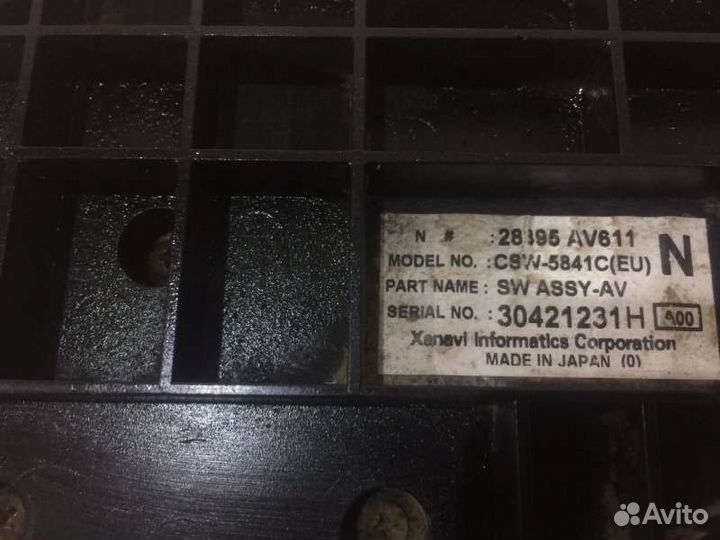 N # : 28395 AV611
MODEL NO. : CSW-5841C(EU)
N
PART NAME : SW ASSY-AV
SERIAL NO. : 30421231H A00
Xanavi Informatics Corporation
MADE IN JAPAN (0)
Avito